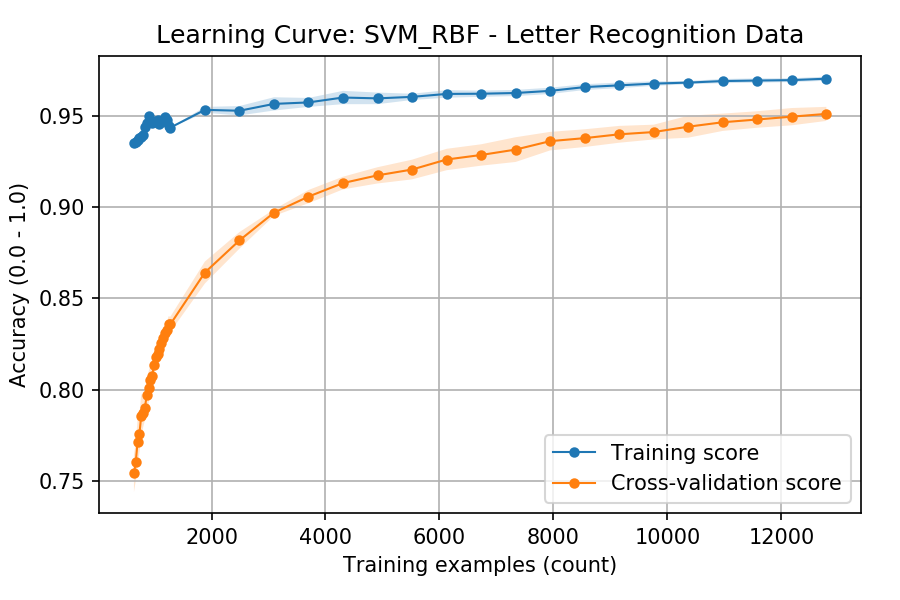 Learning Curve: SVM_RBF - Letter Recognition Data
Accuracy (0.0 - 1.0)
0.95
0.90
0.85
0.80
0.75
Training score
Cross-validation score
2000 4000 6000 8000 10000 12000
Training examples (count)